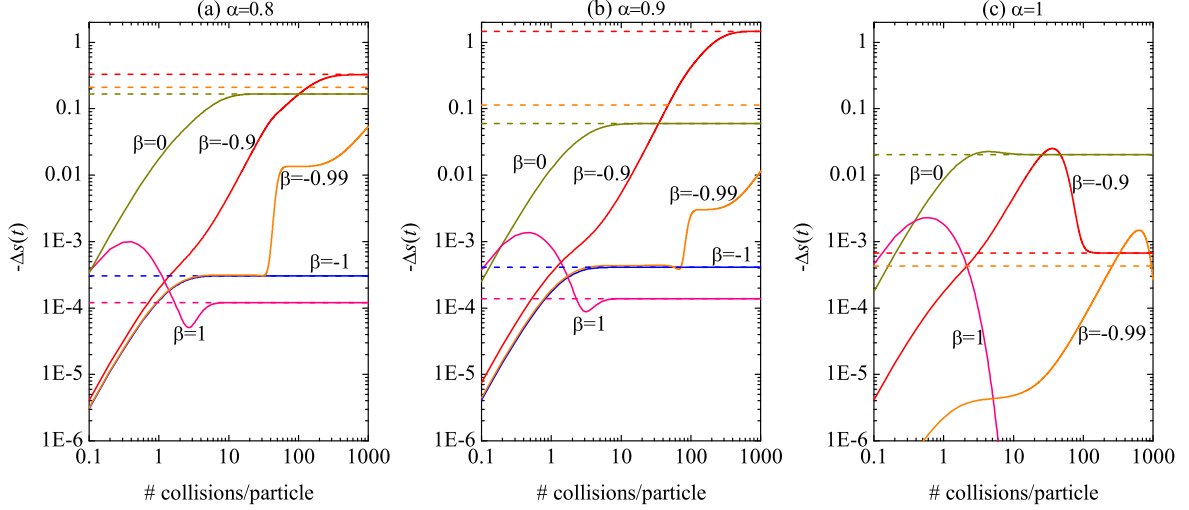 (a) α=0.8
(b) α=0.9
(c) α=1
-Δs(t)
1
0.1
0.01
1E-3
1E-4
1E-5
1E-6
β=0
β=-0.9
β=-0.99
β=-1
β=1
0.1
1
10
100
1000
# collisions/particle
-Δs(t)
1
0.1
0.01
1E-3
1E-4
1E-5
1E-6
β=0
β=-0.9
β=-0.99
β=-1
β=1
0.1
1
10
100
1000
# collisions/particle
-Δs(t)
1
0.1
0.01
1E-3
1E-4
1E-5
1E-6
β=0
β=-0.9
β=1
β=-0.99
0.1
1
10
100
1000
# collisions/particle